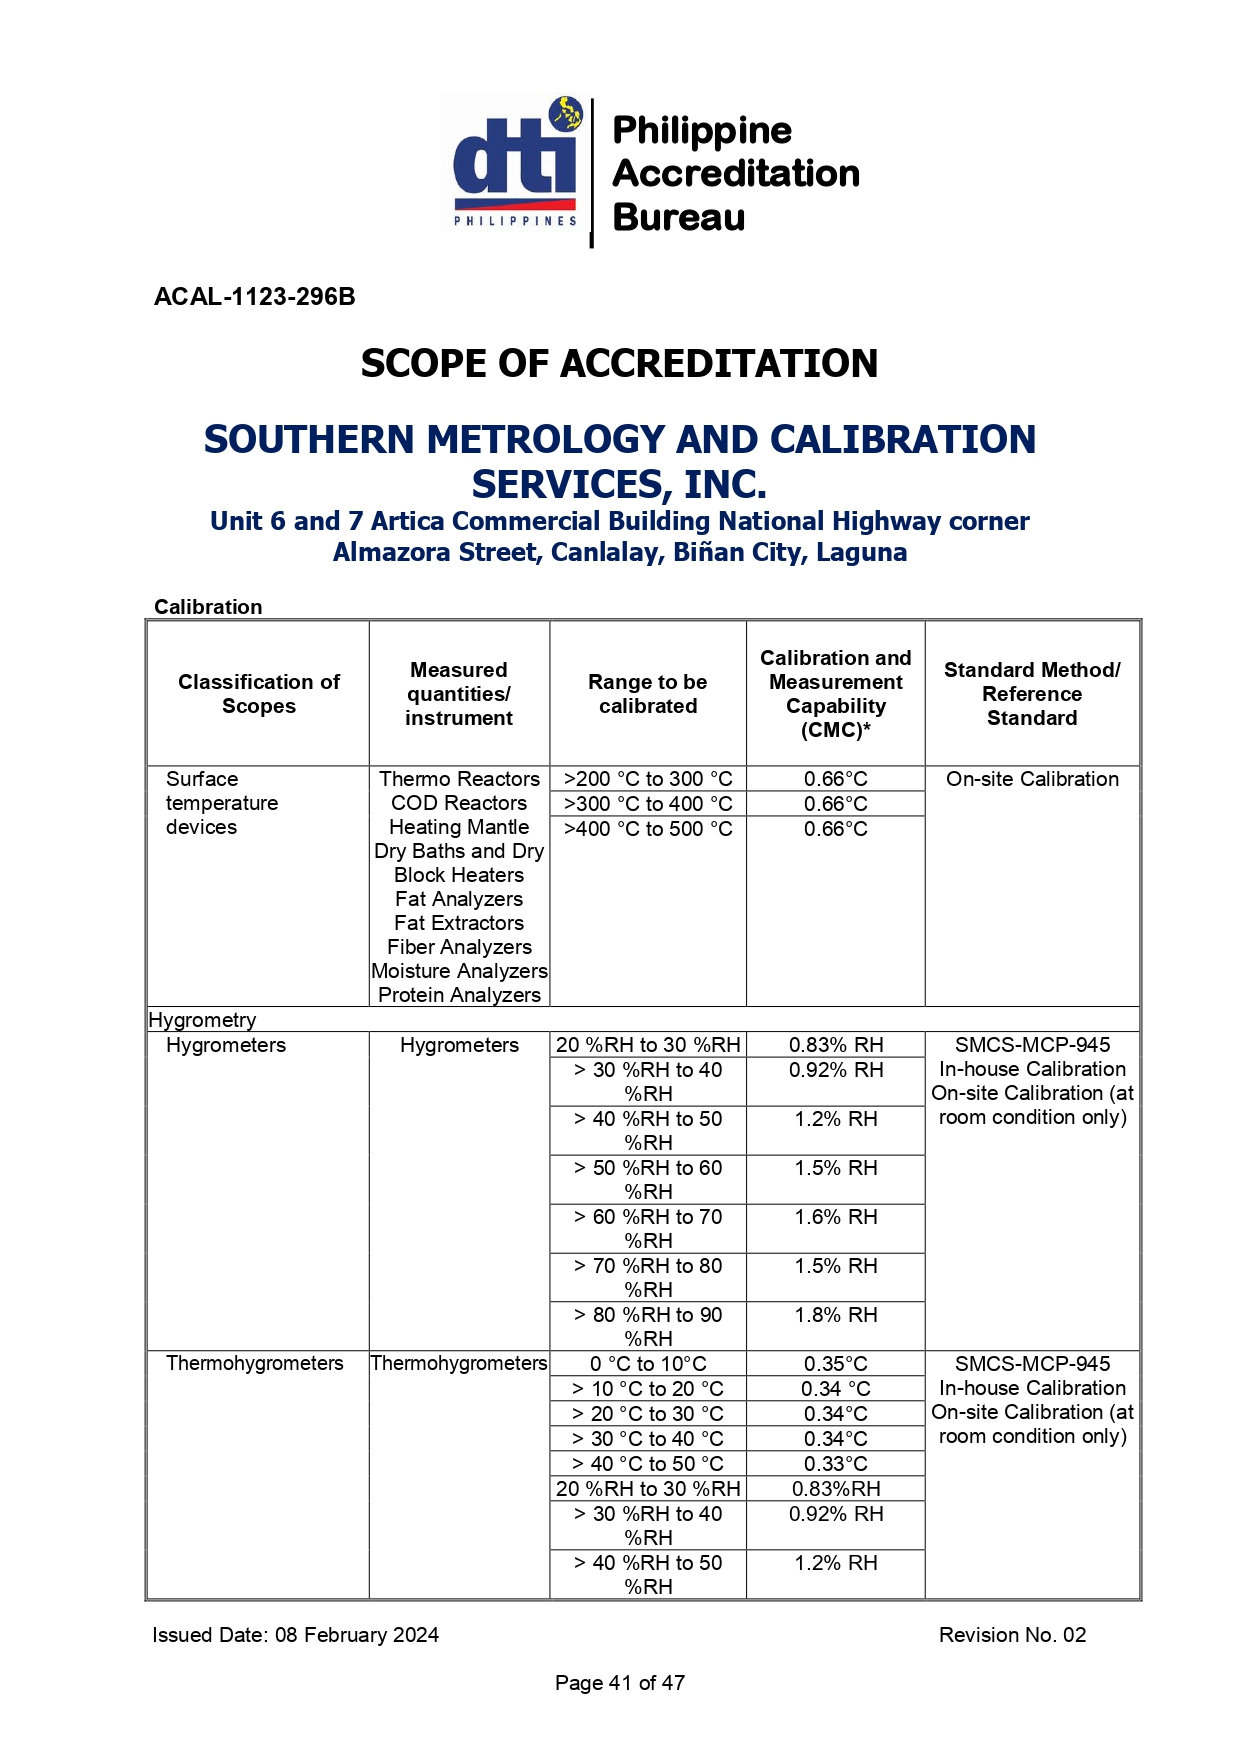 dti
PHILIPPINES
Philippine
Accreditation
Bureau
ACAL-1123-296B
SCOPE OF ACCREDITATION
SOUTHERN METROLOGY AND CALIBRATION
SERVICES, INC.
Unit 6 and 7 Artica Commercial Building National Highway corner
Almazora Street, Canlalay, Biñan City, Laguna
Calibration
Classification of
Scopes
Measured
quantities/
instrument
Range to be
calibrated
Calibration and
Measurement
Capability
(CMC)*
Standard Method/
Reference
Standard
Surface
temperature
devices
Thermo Reactors
COD Reactors
Heating Mantle
Dry Baths and Dry
Block Heaters
Fat Analyzers
Fat Extractors
Fiber Analyzers
Moisture Analyzers
Protein Analyzers
>200 °C to 300 °C
0.66°C
>300 °C to 400 °C
0.66°C
>400 °C to 500 °C
0.66°C
On-site Calibration
Hygrometry
Hygrometers
Hygrometers
20 %RH to 30 %RH
0.83% RH
> 30 %RH to 40
%RH
0.92% RH
> 40 %RH to 50
%RH
1.2% RH
> 50 %RH to 60
%RH
1.5% RH
> 60 %RH to 70
%RH
1.6% RH
> 70 %RH to 80
%RH
1.5% RH
> 80 %RH to 90
%RH
1.8% RH
SMCS-MCP-945
In-house Calibration
On-site Calibration (at
room condition only)
Thermohygrometers
Thermohygrometers
0 °C to 10°C
0.35°C
> 10 °C to 20 °C
0.34 °C
> 20 °C to 30 °C
0.34°C
> 30 °C to 40 °C
0.34°C
> 40 °C to 50 °C
0.33°C
20 %RH to 30 %RH
0.83%RH
> 30 %RH to 40
%RH
0.92% RH
> 40 %RH to 50
%RH
1.2% RH
SMCS-MCP-945
In-house Calibration
On-site Calibration (at
room condition only)
Issued Date: 08 February 2024
Revision No. 02
Page 41 of 47